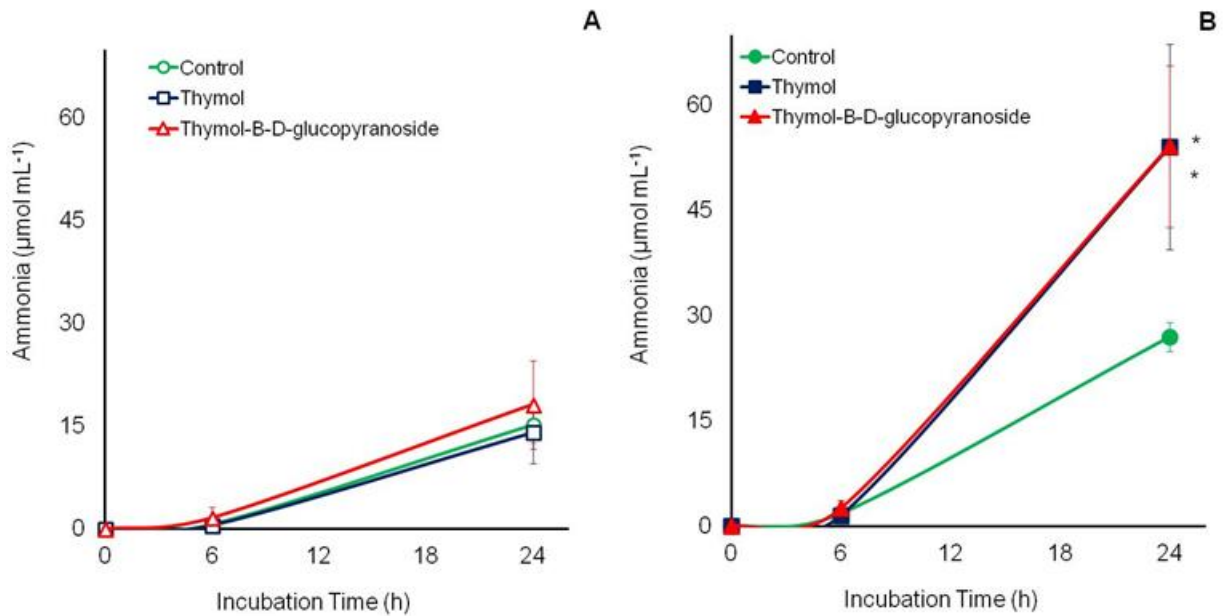 A
Control
Thymol
Thymol-B-D-glucopyranoside
60
45
30
15
0
Ammonia (µmol mL⁻¹)
0 6 12 18 24
Incubation Time (h)
B
Control
Thymol
Thymol-B-D-glucopyranoside
60
45
30
15
0
Ammonia (µmol mL⁻¹)
*
*
0 6 12 18 24
Incubation Time (h)